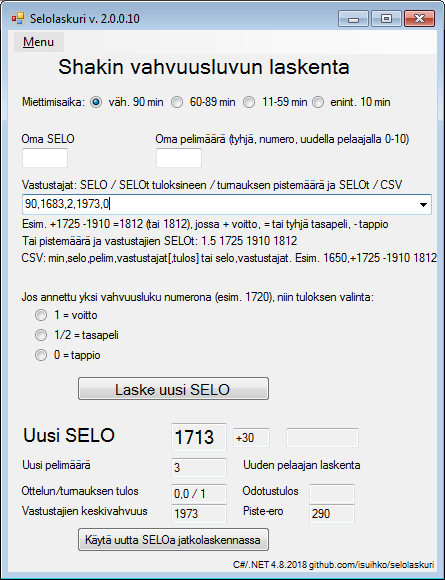 Selolaskuri v. 2.0.0.10
Menu
Shakin vahvuusluvun laskenta
Miettimisaika: väh. 90 min 60-89 min 11-59 min enint. 10 min
Oma SELO Oma pelimäärä (tyhjä, numero, uudella pelaajalla 0-10)
Vastustajat: SELO / SELOt tuloksineen / turnauksen pistemäärä ja SELOt / CSV
90,1683,2,1973,0
Esim. +1725 -1910 =1812 (tai 1812), jossa + voitto, = tai tyhjä tasapeli, - tappio
Tai pistemäärä ja vastustajien SELOt: 1.5 1725 1910 1812
CSV: min,selo,pelim,vastustajat[,tulos] tai selo,vastustajat. Esim. 1650,+1725 -1910 1812
Jos annettu yksi vahvuusluku numerona (esim. 1720), niin tuloksen valinta:
1 = voitto
1/2 = tasapeli
0 = tappio
Laske uusi SELO
Uusi SELO 1713 +30
Uusi pelimäärä 3 Uuden pelaajan laskenta
Ottelun/turnauksen tulos 0,0 / 1 Odotustulos
Vastustajien keskivahvuus 1973 Piste-ero 290
Käytä uutta SELOa jatkolaskennassa
C#/.NET 4.8.2018 github.com/isuihko/selolaskuri